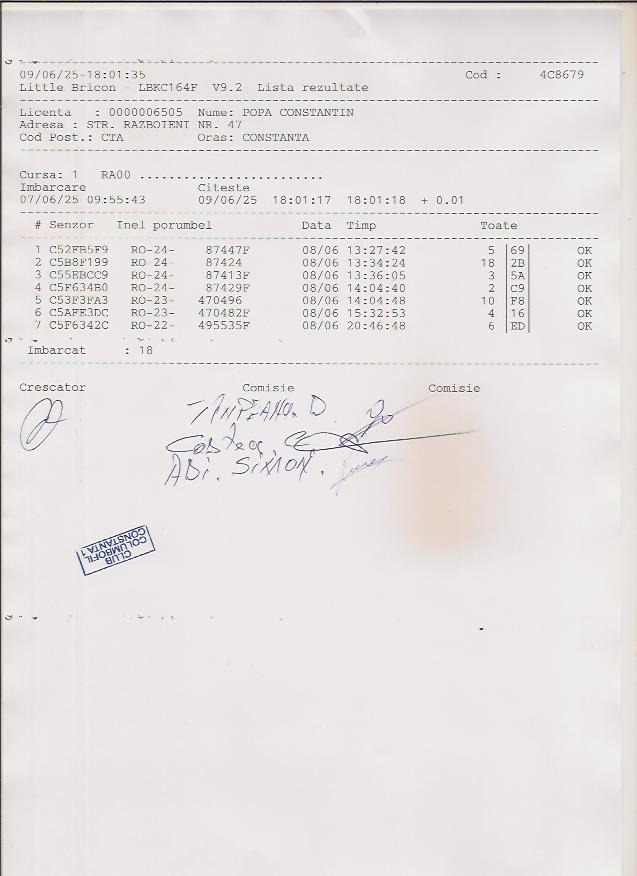 09/06/25-18:01:35 Cod : 4C8679
Little Bricon - LBKC164F V9.2 Lista rezultate
Licenta : 0000006505 Nume: POPA CONSTANTIN
Adresa : STR. RAZBOTENI NR. 47
Cod Post.: CTA Oras: CONSTANTA
Cursa: 1 RA00 ........................
Imbarcare Citeste
07/06/25 09:55:43 09/06/25 18:01:17 18:01:18 + 0.01
# Senzor Inel porumbel Data Timp Toate
1 C52FB5F9 RO-24- 87447F 08/06 13:27:42 5 |69| OK
2 C5B8F199 RO-24- 87424 08/06 13:34:24 18 |2B| OK
3 C55EBCC9 RO-24- 87413F 08/06 13:36:05 3 |5A| OK
4 C5F634B0 RO-24- 87429F 08/06 14:04:40 2 |C9| OK
5 C53F3FA3 RO-23- 470496 08/06 14:04:48 10 |F8| OK
6 C5AFE3DC RO-23- 470482F 08/06 15:32:53 4 |16| OK
7 C5F6342C RO-22- 495535F 08/06 20:46:48 6 |ED| OK
Imbarcat : 18
Crescator Comisie Comisie
Costea
ADi. SiMION.
CLUB
COLUMBOFIL
CONSTANTA 1